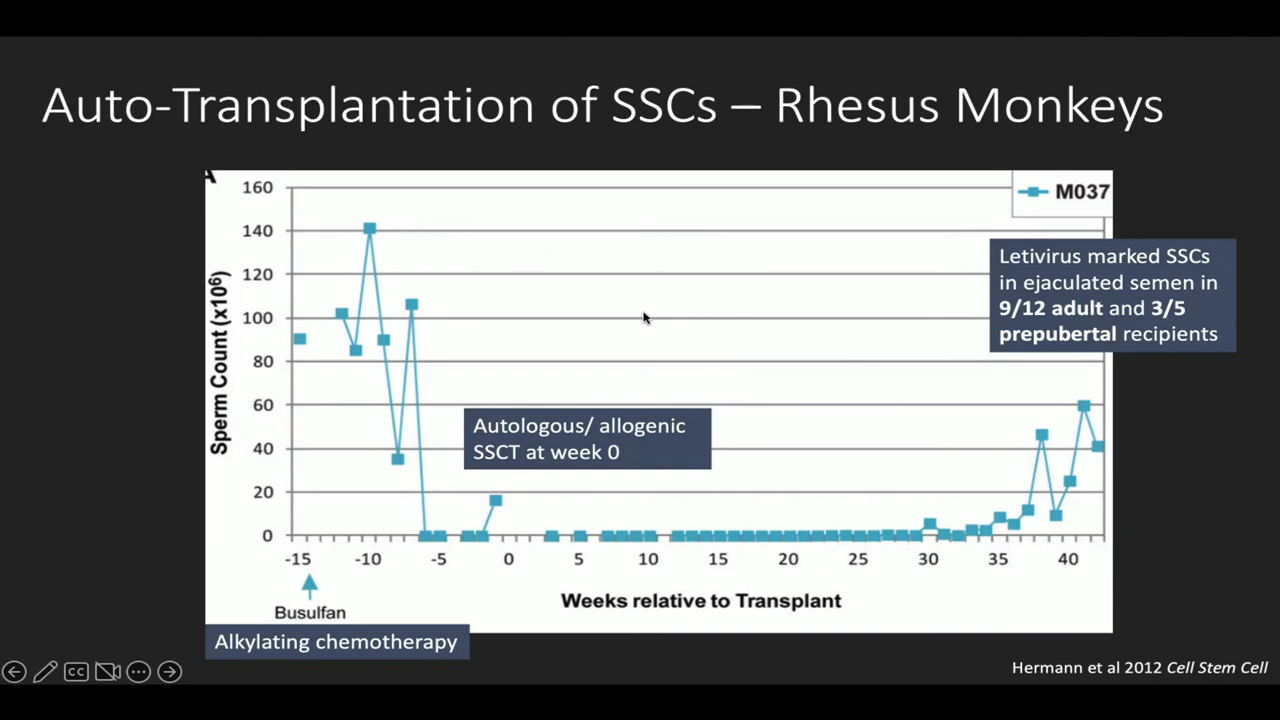 Auto-Transplantation of SSCs – Rhesus Monkeys
A
M037
160
140
120
100
80
60
40
20
0
Sperm Count (x10⁶)
Letivirus marked SSCs
in ejaculated semen in
9/12 adult and 3/5
prepubertal recipients
Autologous/ allogenic
SSCT at week 0
-15 -10 -5 0 5 10 15 20 25 30 35 40
Weeks relative to Transplant
Busulfan
Alkylating chemotherapy
CC
Hermann et al 2012 Cell Stem Cell